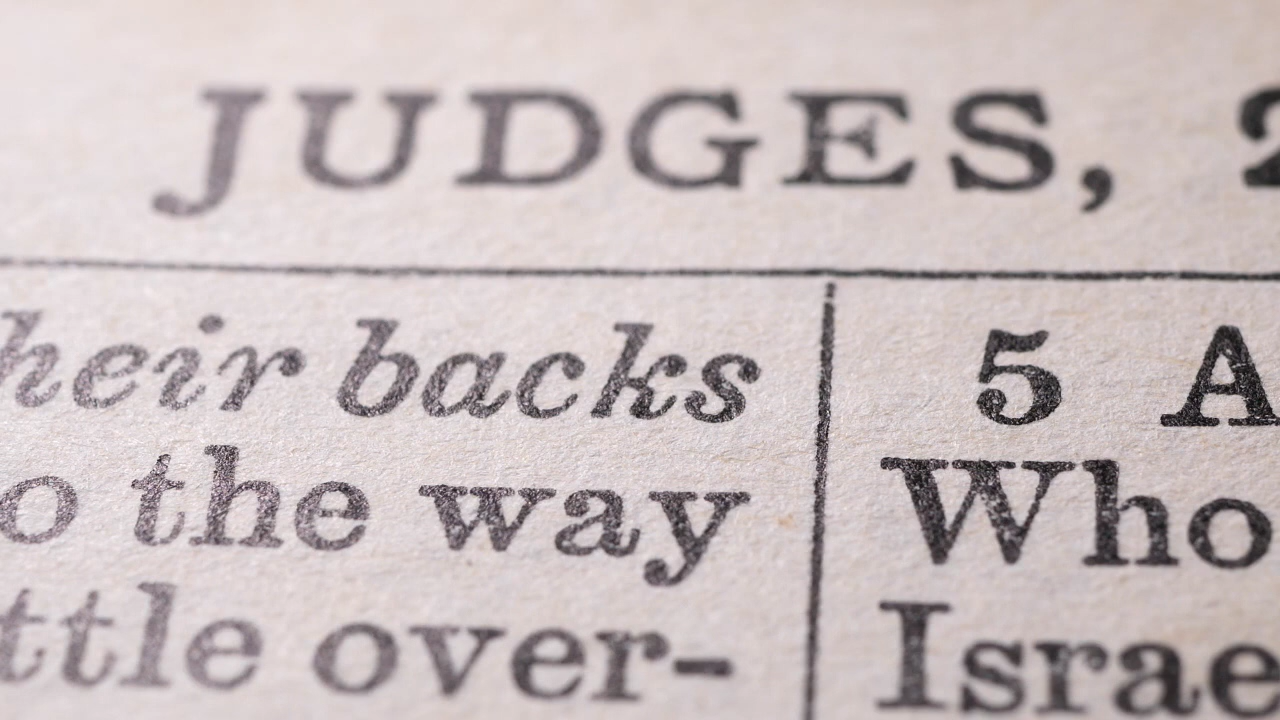 JUDGES, 2
heir backs
o the way
ttle over-
5 A
Who
Israe